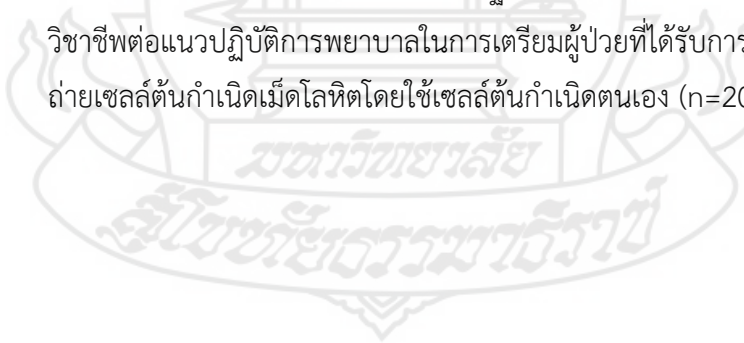 วิชาชีพต่อแนวปฏิบัติการพยาบาลในการเตรียมผู้ป่วยที่ได้รับการ
ถ่ายเซลล์ต้นกำเนิดเม็ดโลหิตโดยใช้เซลล์ต้นกำเนิดตนเอง (n=20
มหาวิทยาลัย
สุโขทัยธรรมาธิราช